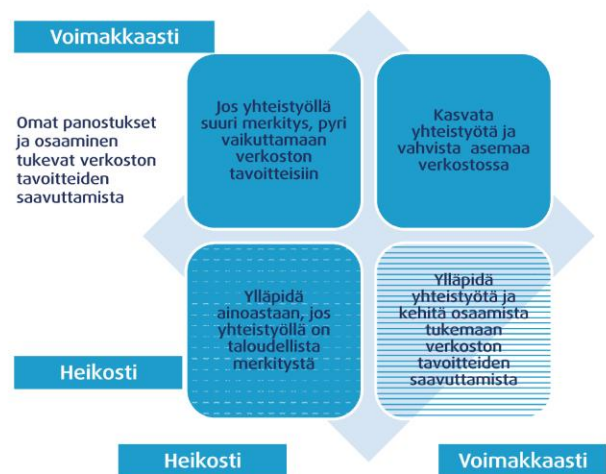 Voimakkaasti
Omat panostukset
ja osaaminen
tukevat verkoston
tavoitteiden
saavuttamista
Jos yhteistyöllä
suuri merkitys, pyri
vaikuttamaan
verkoston
tavoitteisiin
Kasvata
yhteistyötä ja
vahvista asemaa
verkostossa
Ylläpidä
ainoastaan, jos
yhteistyöllä on
taloudellista
merkitystä
Ylläpidä
yhteistyötä ja
kehitä osaamista
tukemaan
verkoston
tavoitteiden
saavuttamista
Heikosti
Heikosti
Voimakkaasti